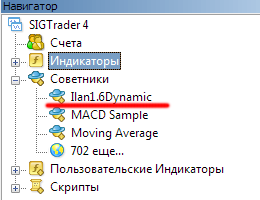 Навигатор
SIGTrader 4
Счета
Индикаторы
Советники
Ilan1.6Dynamic
MACD Sample
Moving Average
702 еще...
Пользовательские Индикаторы
Скрипты